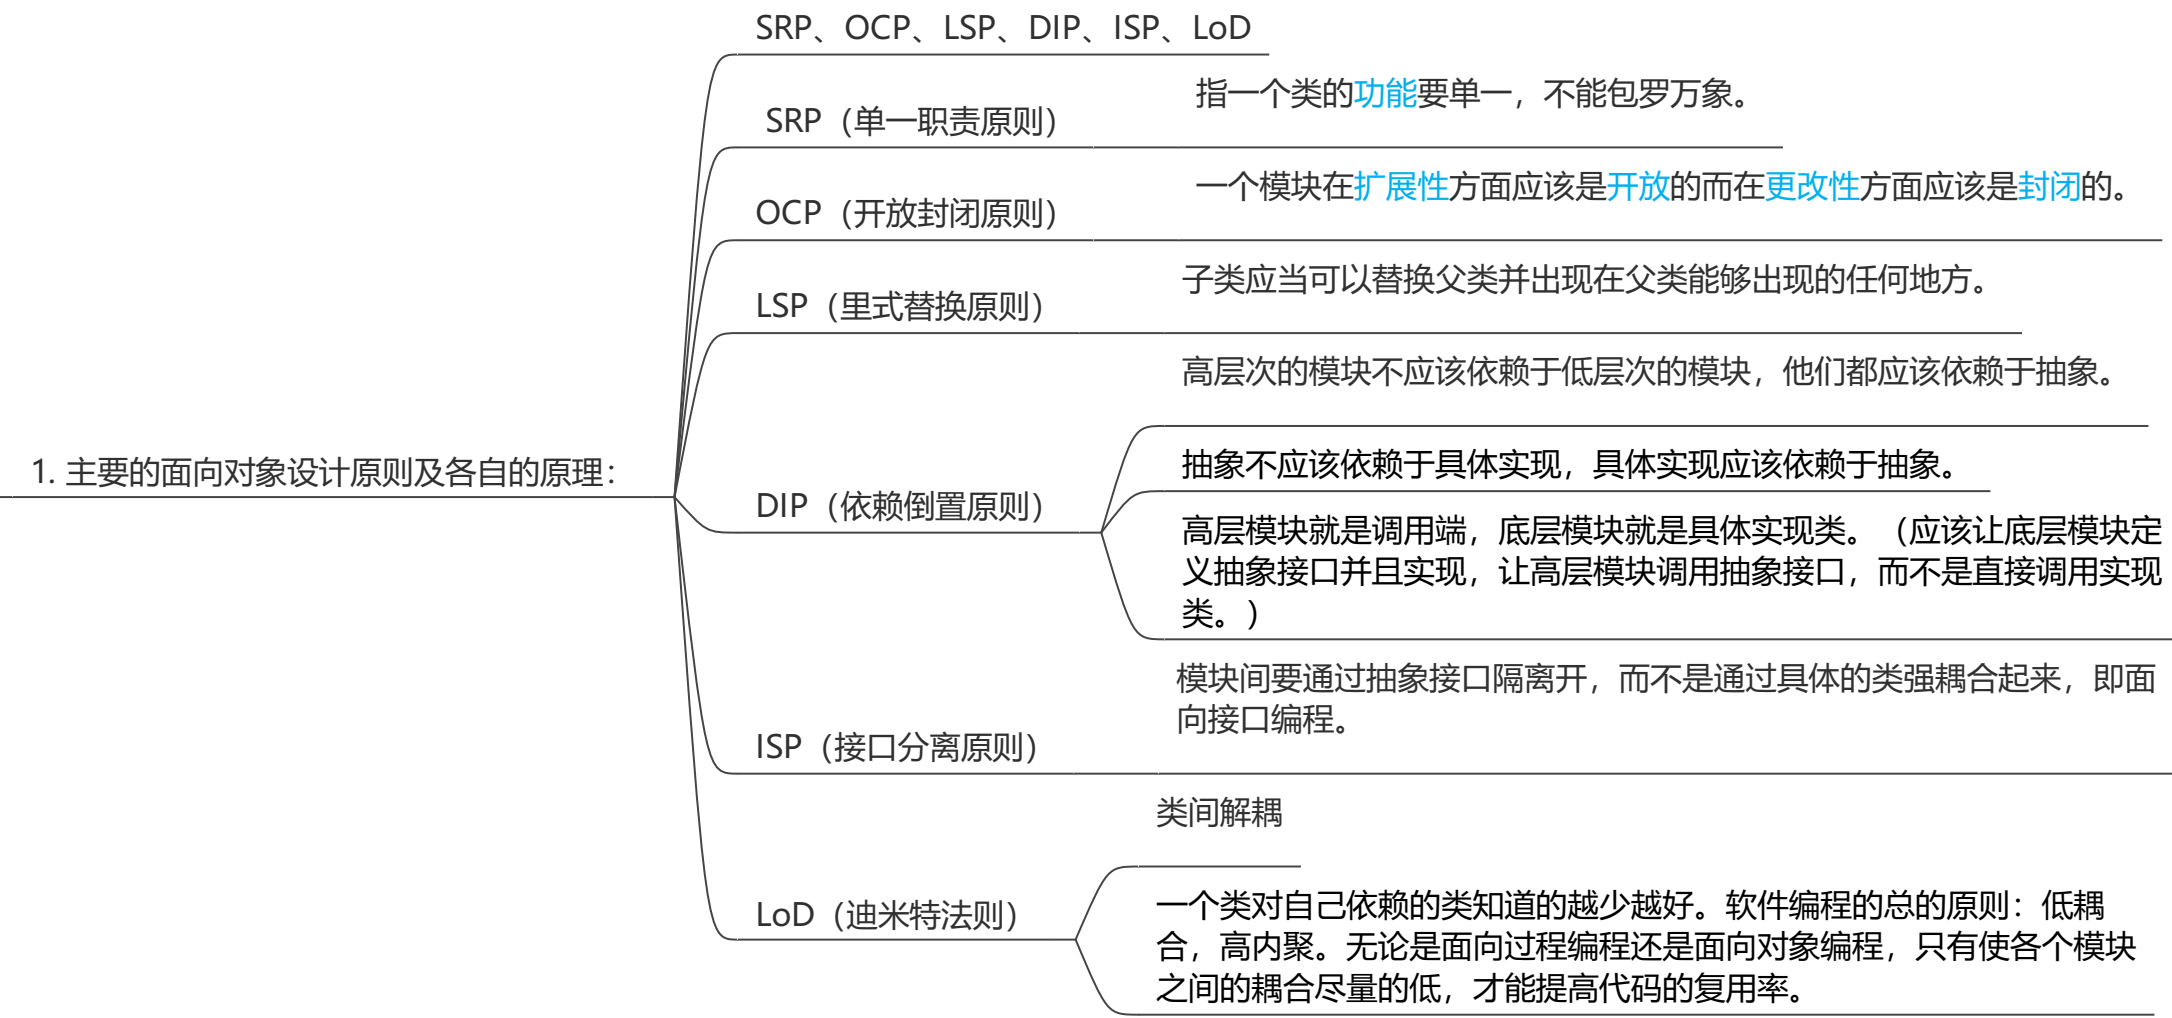 SRP、OCP、LSP、DIP、ISP、LoD
指一个类的功能要单一，不能包罗万象。
SRP（单一职责原则）
一个模块在扩展性方面应该是开放的而在更改性方面应该是封闭的。
OCP（开放封闭原则）
子类应当可以替换父类并出现在父类能够出现的任何地方。
LSP（里式替换原则）
高层次的模块不应该依赖于低层次的模块，他们都应该依赖于抽象。
1. 主要的面向对象设计原则及各自的原理：
抽象不应该依赖于具体实现，具体实现应该依赖于抽象。
DIP（依赖倒置原则）
高层模块就是调用端，底层模块就是具体实现类。（应该让底层模块定
义抽象接口并且实现，让高层模块调用抽象接口，而不是直接调用实现
类。）
模块间要通过抽象接口隔离开，而不是通过具体的类强耦合起来，即面
向接口编程。
ISP（接口分离原则）
类间解耦
LoD（迪米特法则）
一个类对自己依赖的类知道的越少越好。软件编程的总的原则：低耦
合，高内聚。无论是面向过程编程还是面向对象编程，只有使各个模块
之间的耦合尽量的低，才能提高代码的复用率。